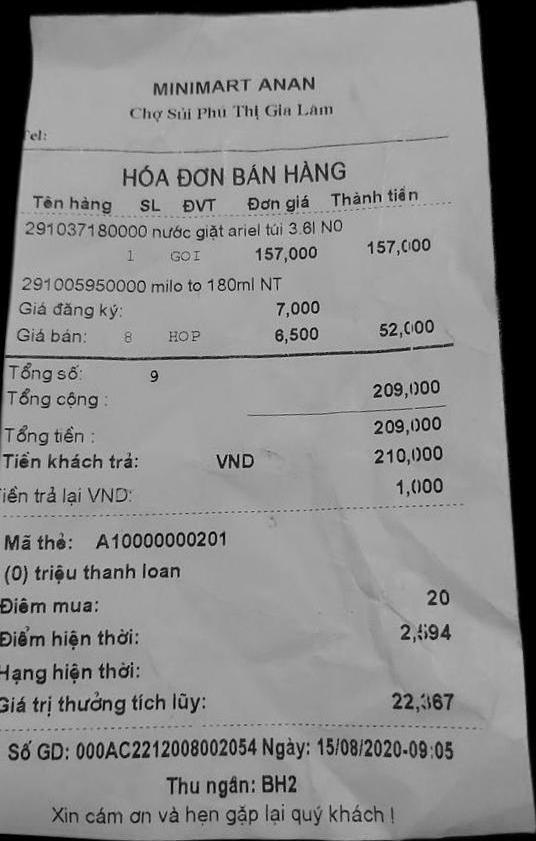 MINIMART ANAN
Chợ Sủi Phú Thị Gia Lâm
Tel:
HÓA ĐƠN BÁN HÀNG
Tên hàng SL ĐVT Đơn giá Thành tiền
291037180000 nước giặt ariel túi 3.6l N0
1 GOI 157,000 157,000
291005950000 milo to 180ml NT
Giá đăng ký: 7,000
Giá bán: 8 HOP 6,500 52,000
Tổng số: 9
Tổng cộng : 209,000
Tổng tiền : 209,000
Tiền khách trả: VND 210,000
Tiền trả lại VND: 1,000
Mã thẻ: A10000000201
(0) triệu thanh loan
Điểm mua: 20
Điểm hiện thời: 2,594
Hạng hiện thời:
Giá trị thưởng tích lũy: 22,367
Số GD: 000AC2212008002054 Ngày: 15/08/2020-09:05
Thu ngân: BH2
Xin cám ơn và hẹn gặp lại quý khách !